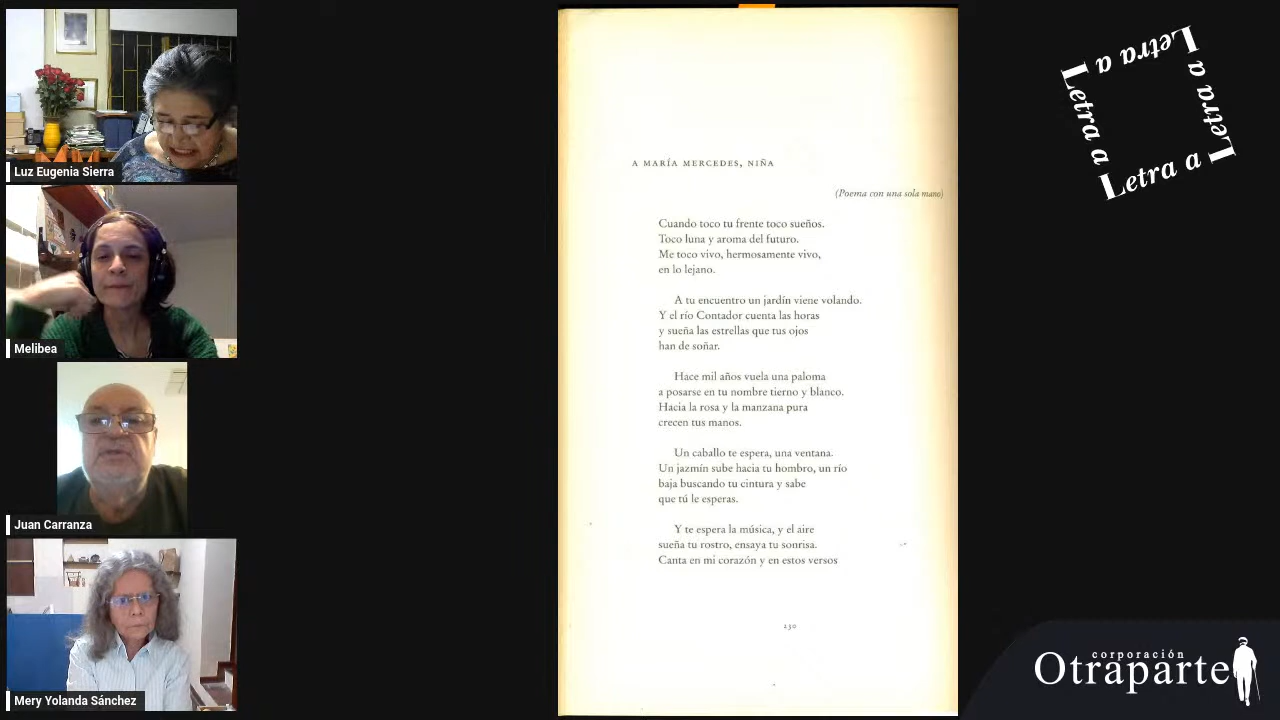 Luz Eugenia Sierra
Melibea
Juan Carranza
Mery Yolanda Sánchez
A MARÍA MERCEDES, NIÑA
(Poema con una sola mano)
Cuando toco tu frente toco sueños.
Toco luna y aroma del futuro.
Me toco vivo, hermosamente vivo,
en lo lejano.
A tu encuentro un jardín viene volando.
Y el río Contador cuenta las horas
y sueña las estrellas que tus ojos
han de soñar.
Hace mil años vuela una paloma
a posarse en tu nombre tierno y blanco.
Hacia la rosa y la manzana pura
crecen tus manos.
Un caballo te espera, una ventana.
Un jazmín sube hacia tu hombro, un río
baja buscando tu cintura y sabe
que tú le esperas.
Y te espera la música, y el aire
sueña tu rostro, ensaya tu sonrisa.
Canta en mi corazón y en estos versos
230
Letra a
Letra a
Letra a
Letra a
corporación
Otraparte